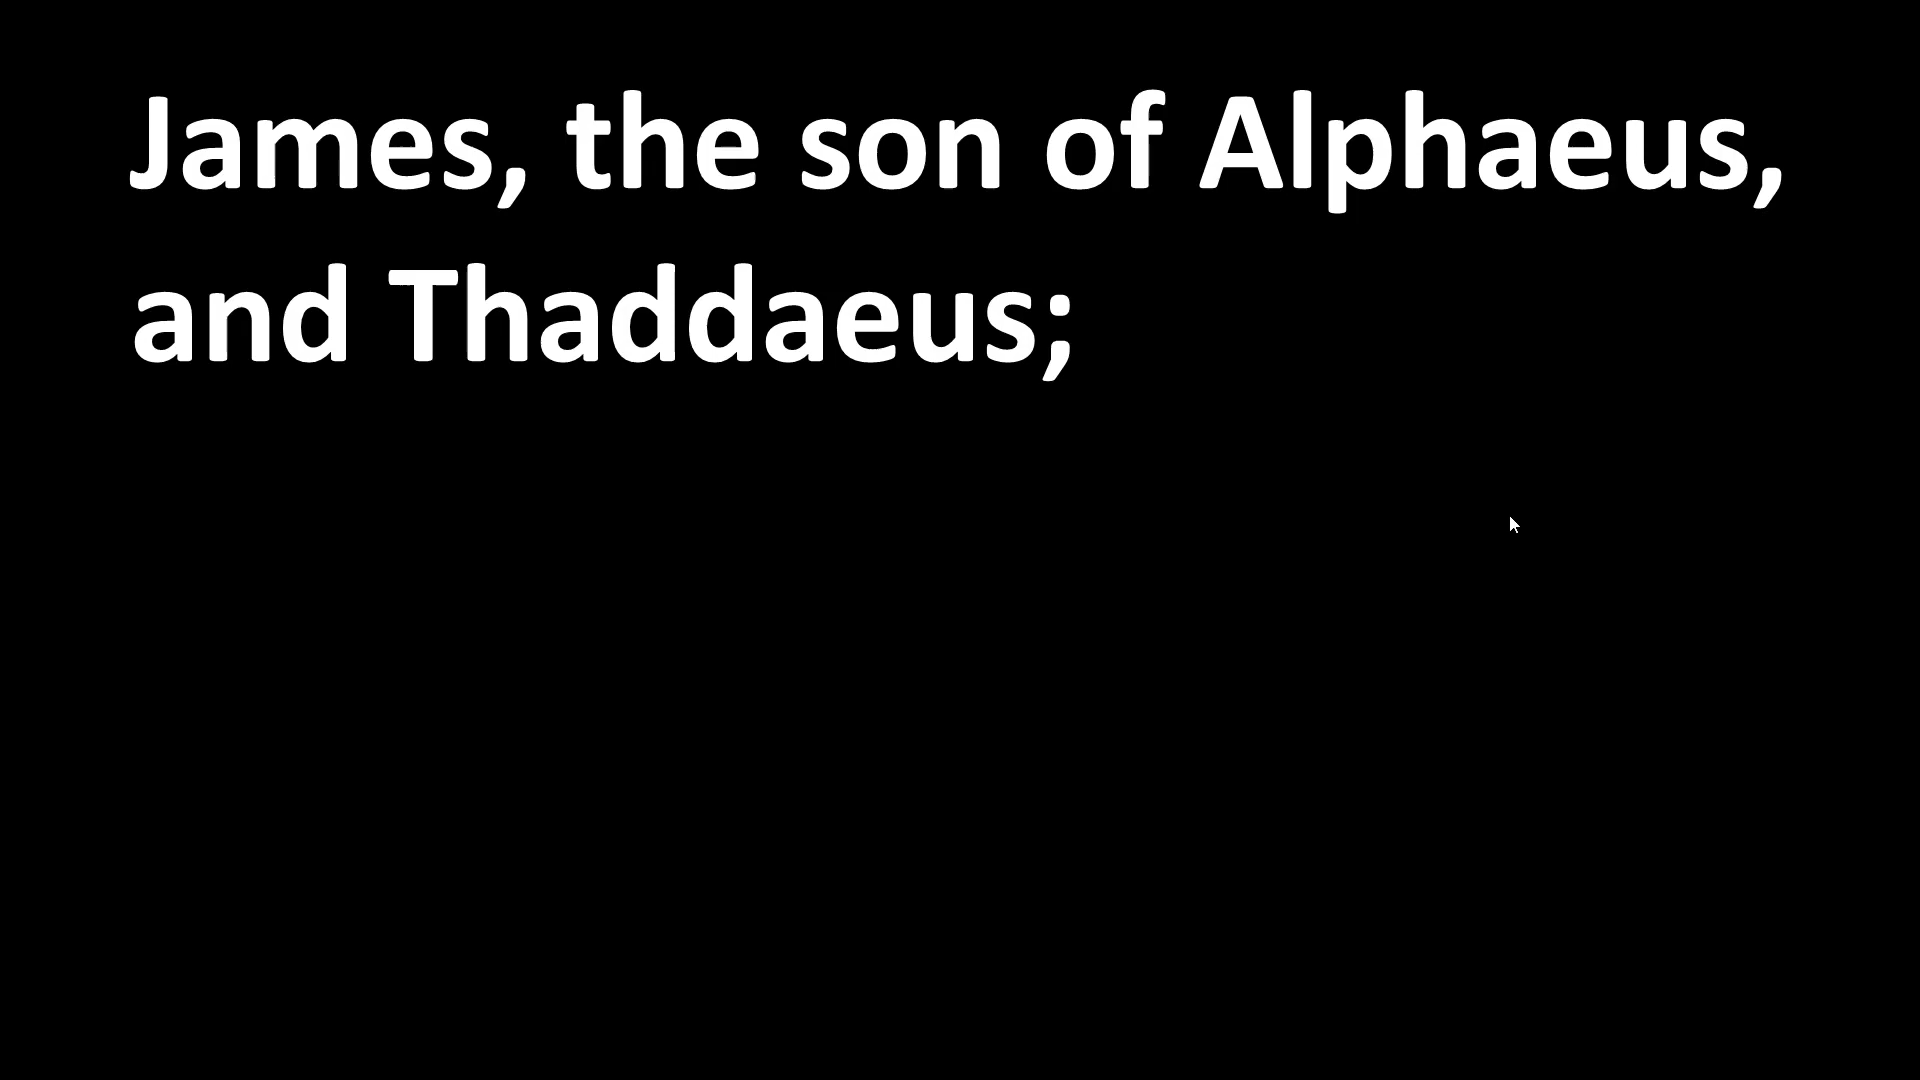 James, the son of Alphaeus,
and Thaddaeus;